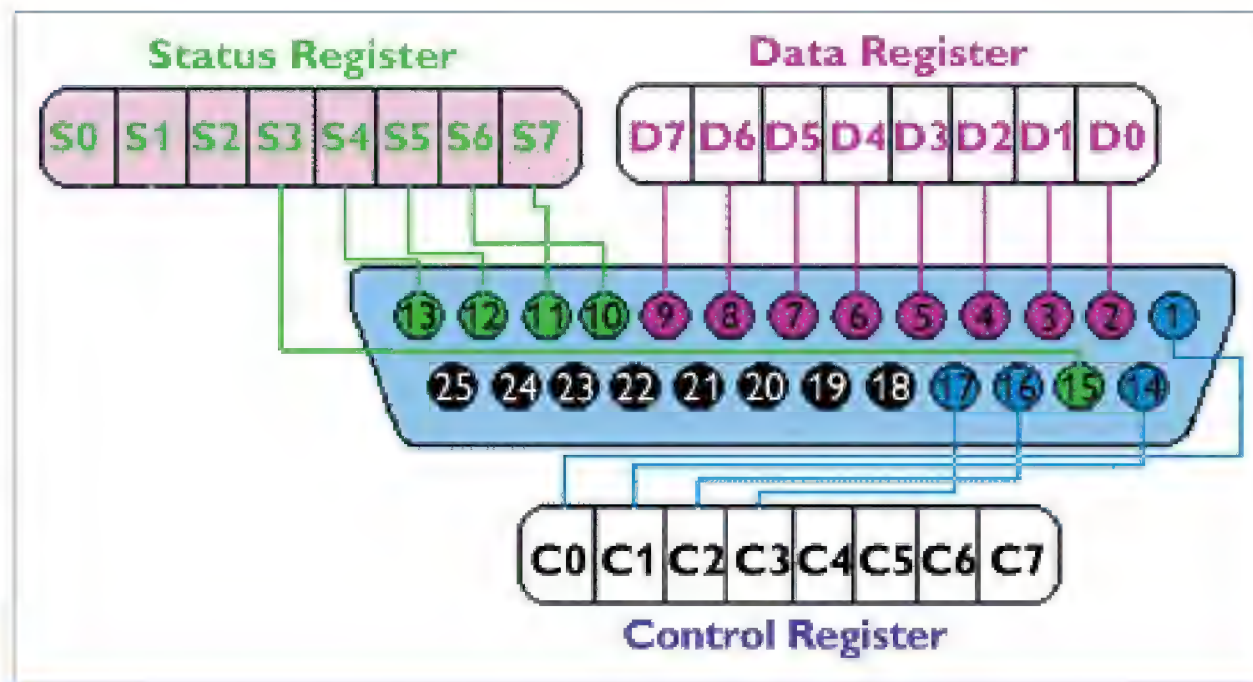 Status Register
Data Register
S0 S1 S2 S3 S4 S5 S6 S7
D7 D6 D5 D4 D3 D2 D1 D0
13 12 11 10 9 8 7 6 5 4 3 2 1
25 24 23 22 21 20 19 18 17 16 15 14
C0 C1 C2 C3 C4 C5 C6 C7
Control Register